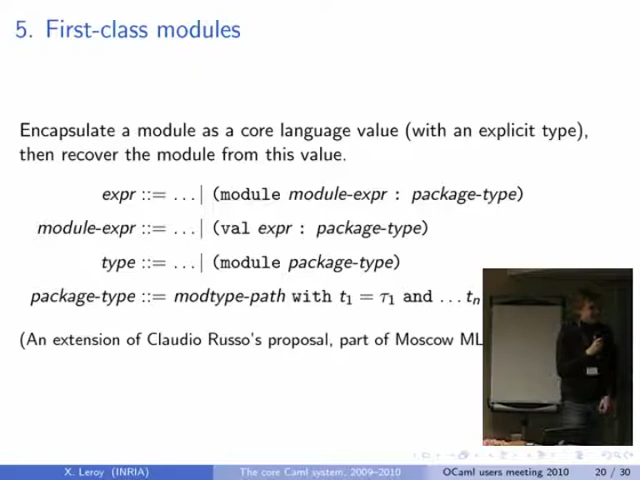 5. First-class modules
Encapsulate a module as a core language value (with an explicit type),
then recover the module from this value.
expr ::= ... | (module module-expr : package-type)
module-expr ::= ... | (val expr : package-type)
type ::= ... | (module package-type)
package-type ::= modtype-path with t₁ = τ₁ and ... tₙ
(An extension of Claudio Russo's proposal, part of Moscow ML
X. Leroy (INRIA) The core Caml system, 2009–2010 OCaml users meeting 2010 20 / 30